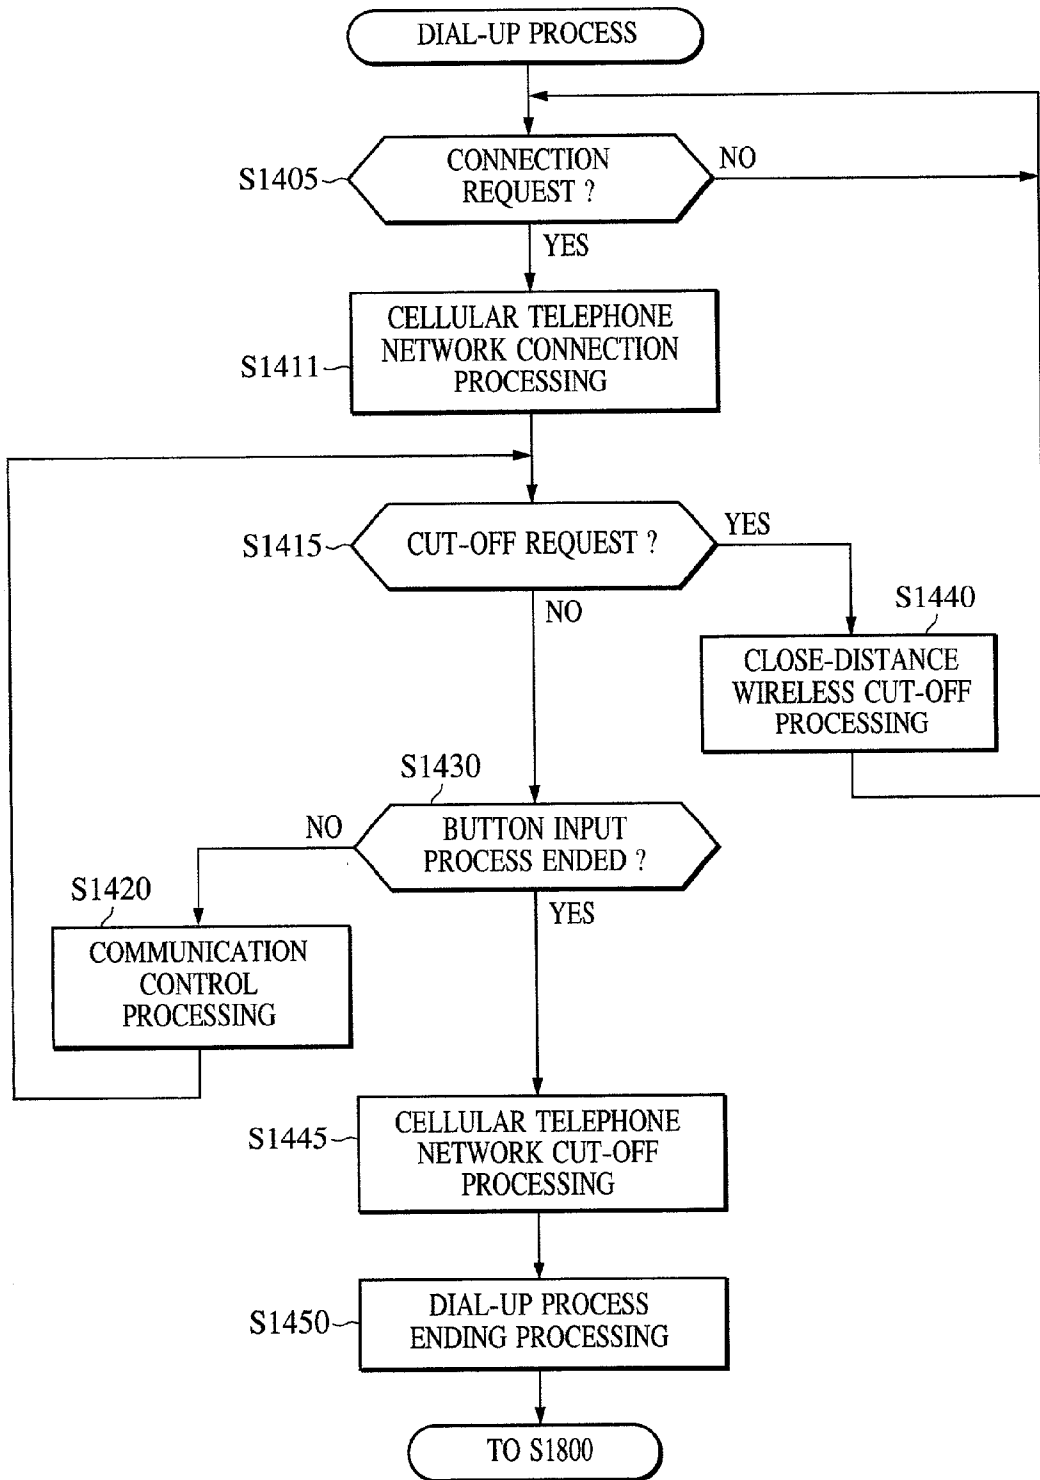 DIAL-UP PROCESS
S1405
CONNECTION
REQUEST ?
NO
YES
S1411
CELLULAR TELEPHONE
NETWORK CONNECTION
PROCESSING
S1415
CUT-OFF REQUEST ?
YES
NO
S1440
CLOSE-DISTANCE
WIRELESS CUT-OFF
PROCESSING
S1430
BUTTON INPUT
PROCESS ENDED ?
NO
YES
S1420
COMMUNICATION
CONTROL
PROCESSING
S1445
CELLULAR TELEPHONE
NETWORK CUT-OFF
PROCESSING
S1450
DIAL-UP PROCESS
ENDING PROCESSING
TO S1800